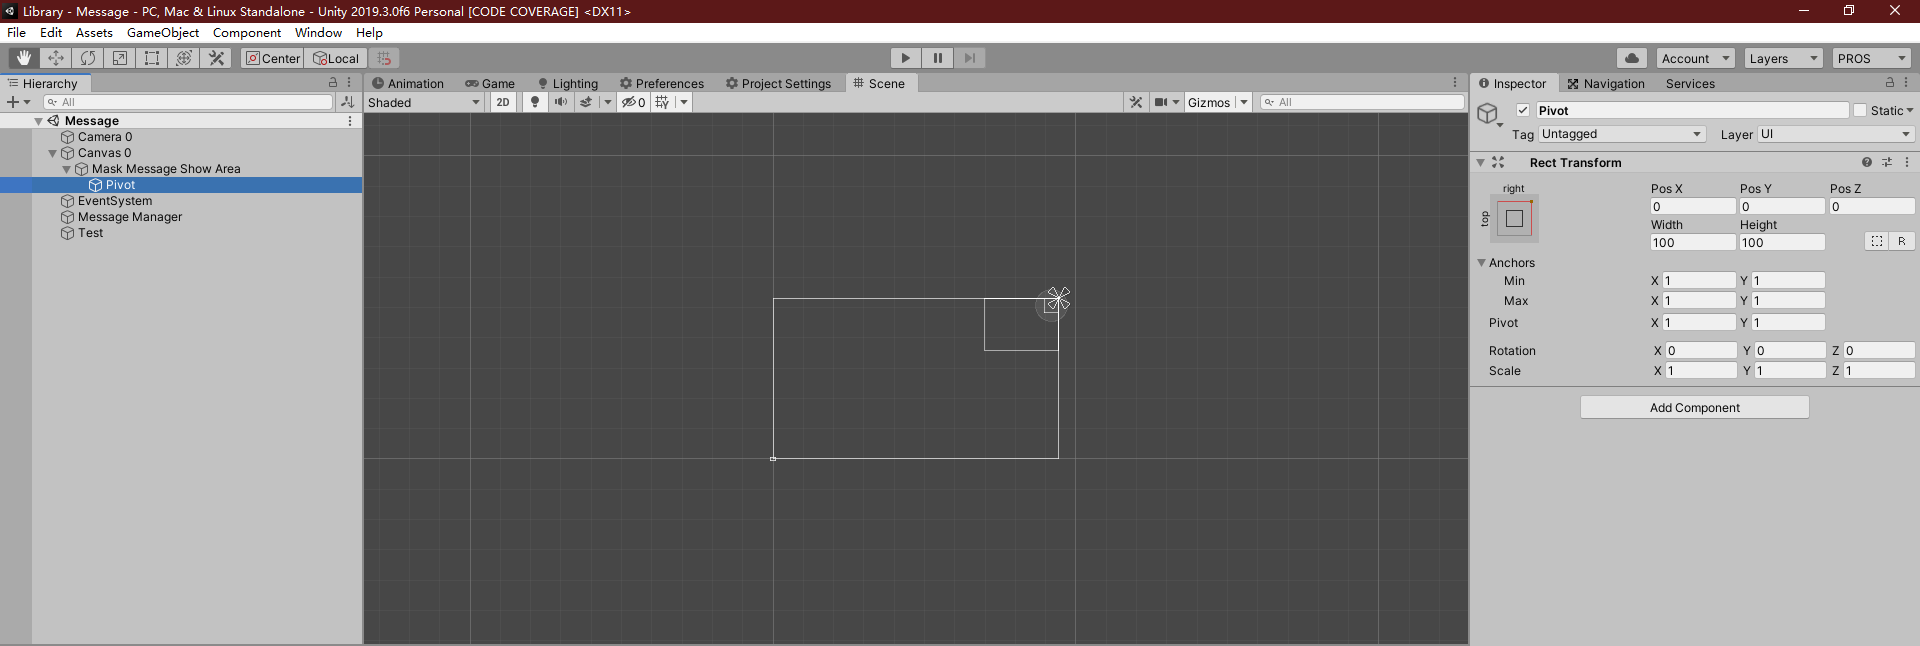 Library - Message - PC, Mac & Linux Standalone - Unity 2019.3.0f6 Personal [CODE COVERAGE] <DX11>
File Edit Assets GameObject Component Window Help
Center Local Account Layers PROS
Hierarchy Animation Game Lighting Preferences Project Settings Scene Inspector Navigation Services
All Shaded 2D 0 Gizmos All
Pivot Static
Tag Untagged Layer UI
Message
Camera 0
Canvas 0
Mask Message Show Area
Pivot
EventSystem
Message Manager
Test
Rect Transform
right
top
Pos X Pos Y Pos Z
0 0 0
Width Height
100 100 R
Anchors
Min X 1 Y 1
Max X 1 Y 1
Pivot X 1 Y 1
Rotation X 0 Y 0 Z 0
Scale X 1 Y 1 Z 1
Add Component